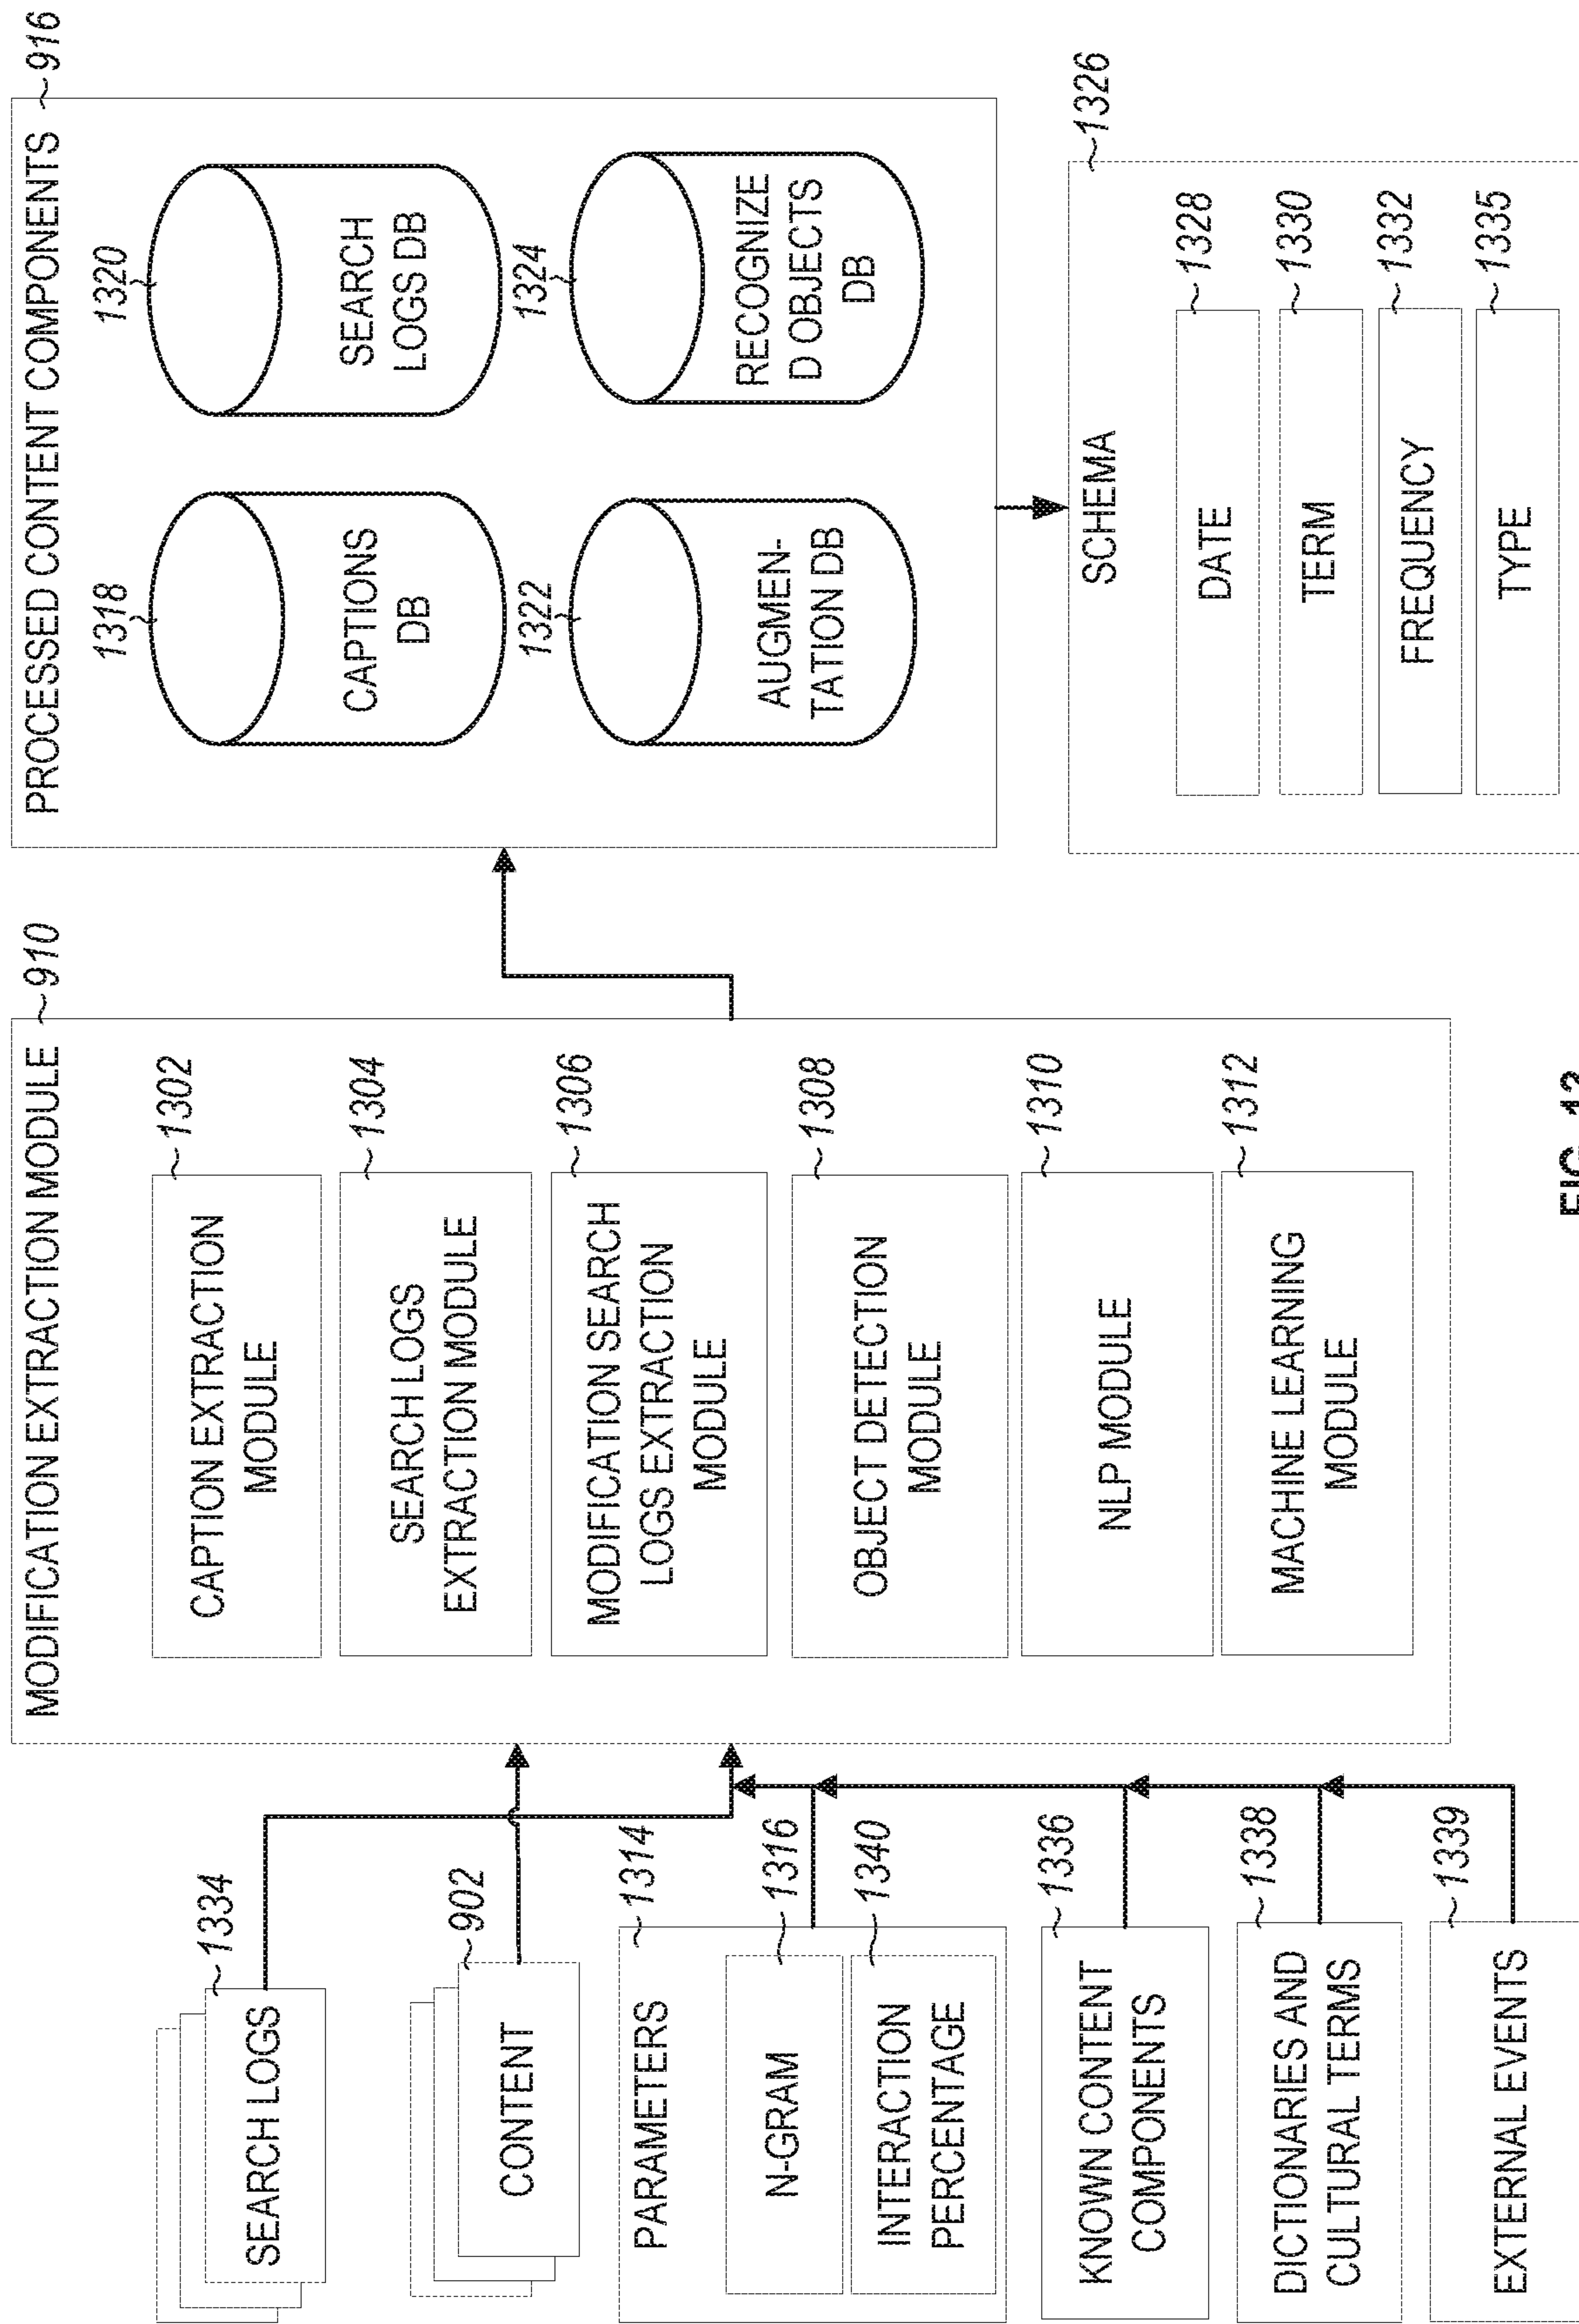 SEARCH LOGS
1334
CONTENT
902
PARAMETERS
1314
N-GRAM
1316
INTERACTION
PERCENTAGE
1340
KNOWN CONTENT
COMPONENTS
1336
DICTIONARIES AND
CULTURAL TERMS
1338
EXTERNAL EVENTS
1339
MODIFICATION EXTRACTION MODULE
910
CAPTION EXTRACTION
MODULE
1302
SEARCH LOGS
EXTRACTION MODULE
1304
MODIFICATION SEARCH
LOGS EXTRACTION
MODULE
1306
OBJECT DETECTION
MODULE
1308
NLP MODULE
1310
MACHINE LEARNING
MODULE
1312
PROCESSED CONTENT COMPONENTS
916
1318
CAPTIONS
DB
1320
SEARCH
LOGS DB
1322
AUGMEN-
TATION DB
1324
RECOGNIZE
D OBJECTS
DB
SCHEMA
1326
DATE
1328
TERM
1330
FREQUENCY
1332
TYPE
1335
FIG. 13